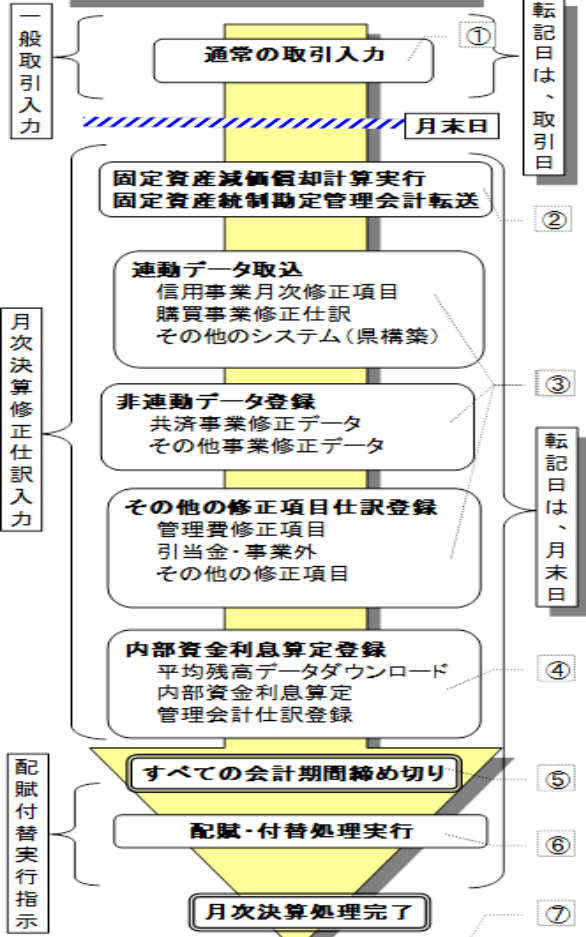 一般取引入力
通常の取引入力
①
転記日は、取引日
月末日
固定資産減価償却計算実行
固定資産統制勘定管理会計転送
②
月次決算修正仕訳入力
連動データ取込
信用事業月次修正項目
購買事業修正仕訳
その他のシステム(県構築)
③
非連動データ登録
共済事業修正データ
その他事業修正データ
転記日は、月末日
その他の修正項目仕訳登録
管理費修正項目
引当金・事業外
その他の修正項目
内部資金利息算定登録
平均残高データダウンロード
内部資金利息算定
管理会計仕訳登録
④
配賦付替実行指示
すべての会計期間締め切り
⑤
配賦・付替処理実行
⑥
月次決算処理完了
⑦